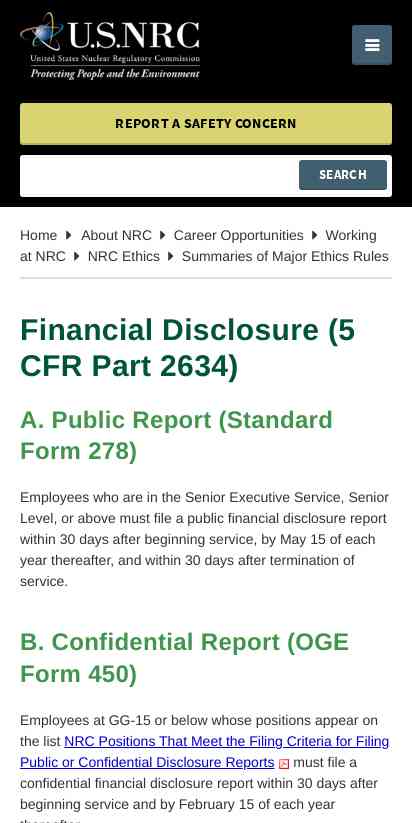 U.S.NRC
United States Nuclear Regulatory Commission
Protecting People and the Environment
REPORT A SAFETY CONCERN
SEARCH
Home About NRC Career Opportunities Working
at NRC NRC Ethics Summaries of Major Ethics Rules
Financial Disclosure (5
CFR Part 2634)
A. Public Report (Standard
Form 278)
Employees who are in the Senior Executive Service, Senior
Level, or above must file a public financial disclosure report
within 30 days after beginning service, by May 15 of each
year thereafter, and within 30 days after termination of
service.
B. Confidential Report (OGE
Form 450)
Employees at GG-15 or below whose positions appear on
the list NRC Positions That Meet the Filing Criteria for Filing
Public or Confidential Disclosure Reports must file a
confidential financial disclosure report within 30 days after
beginning service and by February 15 of each year